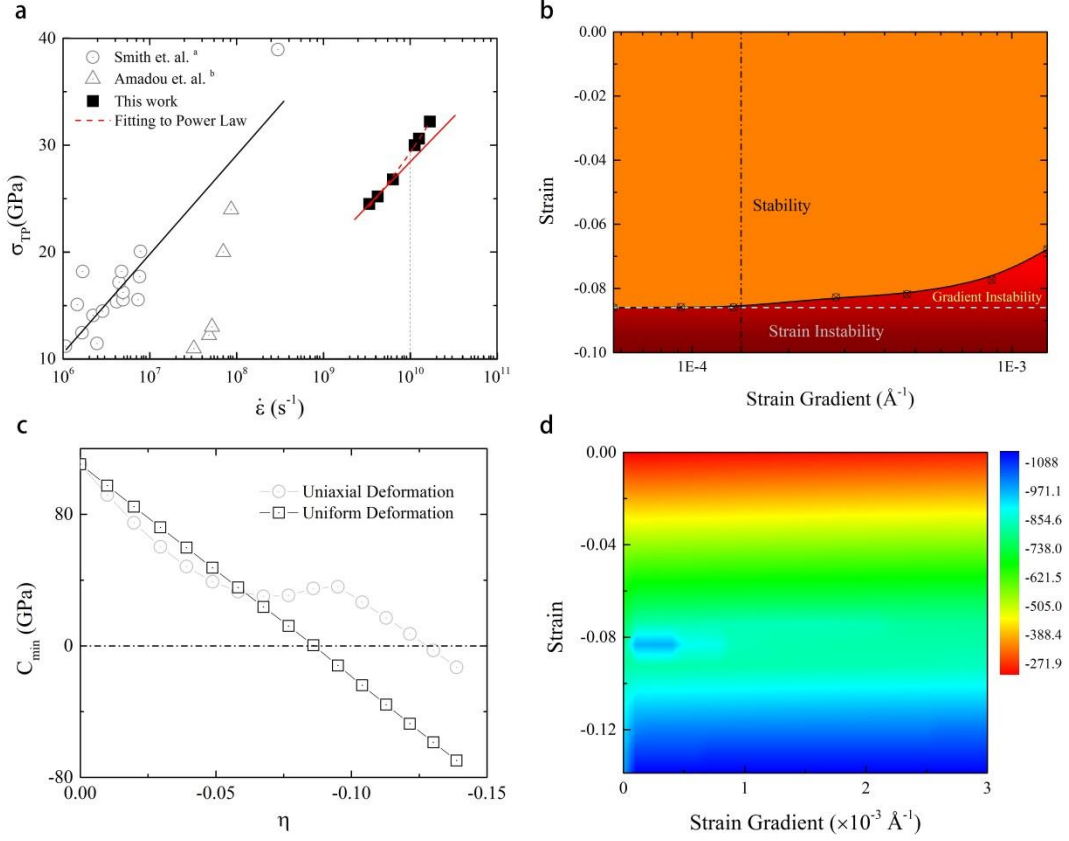 a
40
30
20
10
σTP(GPa)
Smith et. al. a
Amadou et. al. b
This work
Fitting to Power Law
10^6 10^7 10^8 10^9 10^10 10^11
ε̇ (s^-1)
b
0.00
-0.02
-0.04
-0.06
-0.08
-0.10
Strain
Stability
Gradient Instability
Strain Instability
1E-4 1E-3
Strain Gradient (Å^-1)
c
80
0
-80
Cmin (GPa)
Uniaxial Deformation
Uniform Deformation
0.00 -0.05 -0.10 -0.15
η
d
0.00
-0.04
-0.08
-0.12
Strain
0 1 2 3
Strain Gradient (×10^-3 Å^-1)
-1088
-971.1
-854.6
-738.0
-621.5
-505.0
-388.4
-271.9